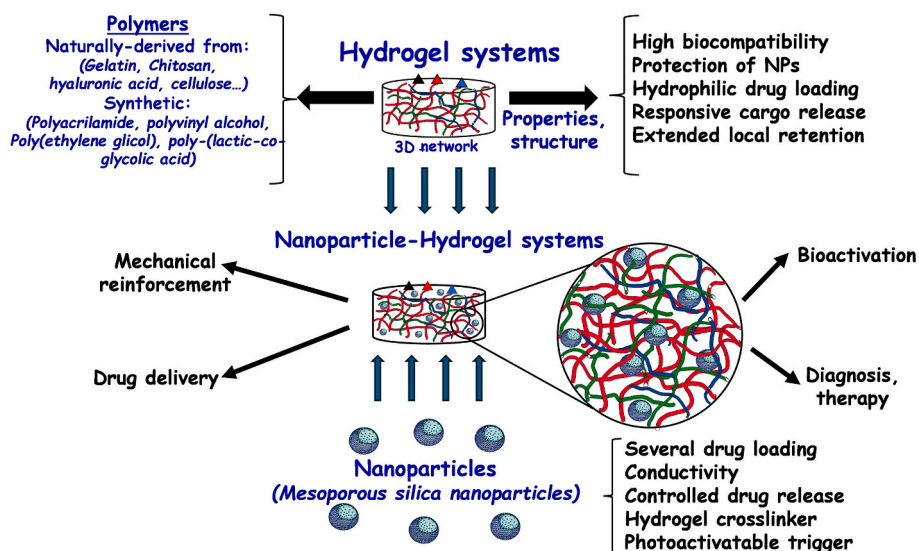 Polymers
Naturally-derived from:
(Gelatin, Chitosan,
hyaluronic acid, cellulose...)
Synthetic:
(Polyacrilamide, polyvinyl alcohol,
Poly(ethylene glicol), poly-(lactic-co-
glycolic acid)
Hydrogel systems
3D network
Properties,
structure
High biocompatibility
Protection of NPs
Hydrophilic drug loading
Responsive cargo release
Extended local retention
Nanoparticle-Hydrogel systems
Mechanical
reinforcement
Drug delivery
Bioactivation
Diagnosis,
therapy
Nanoparticles
(Mesoporous silica nanoparticles)
Several drug loading
Conductivity
Controlled drug release
Hydrogel crosslinker
Photoactivatable trigger